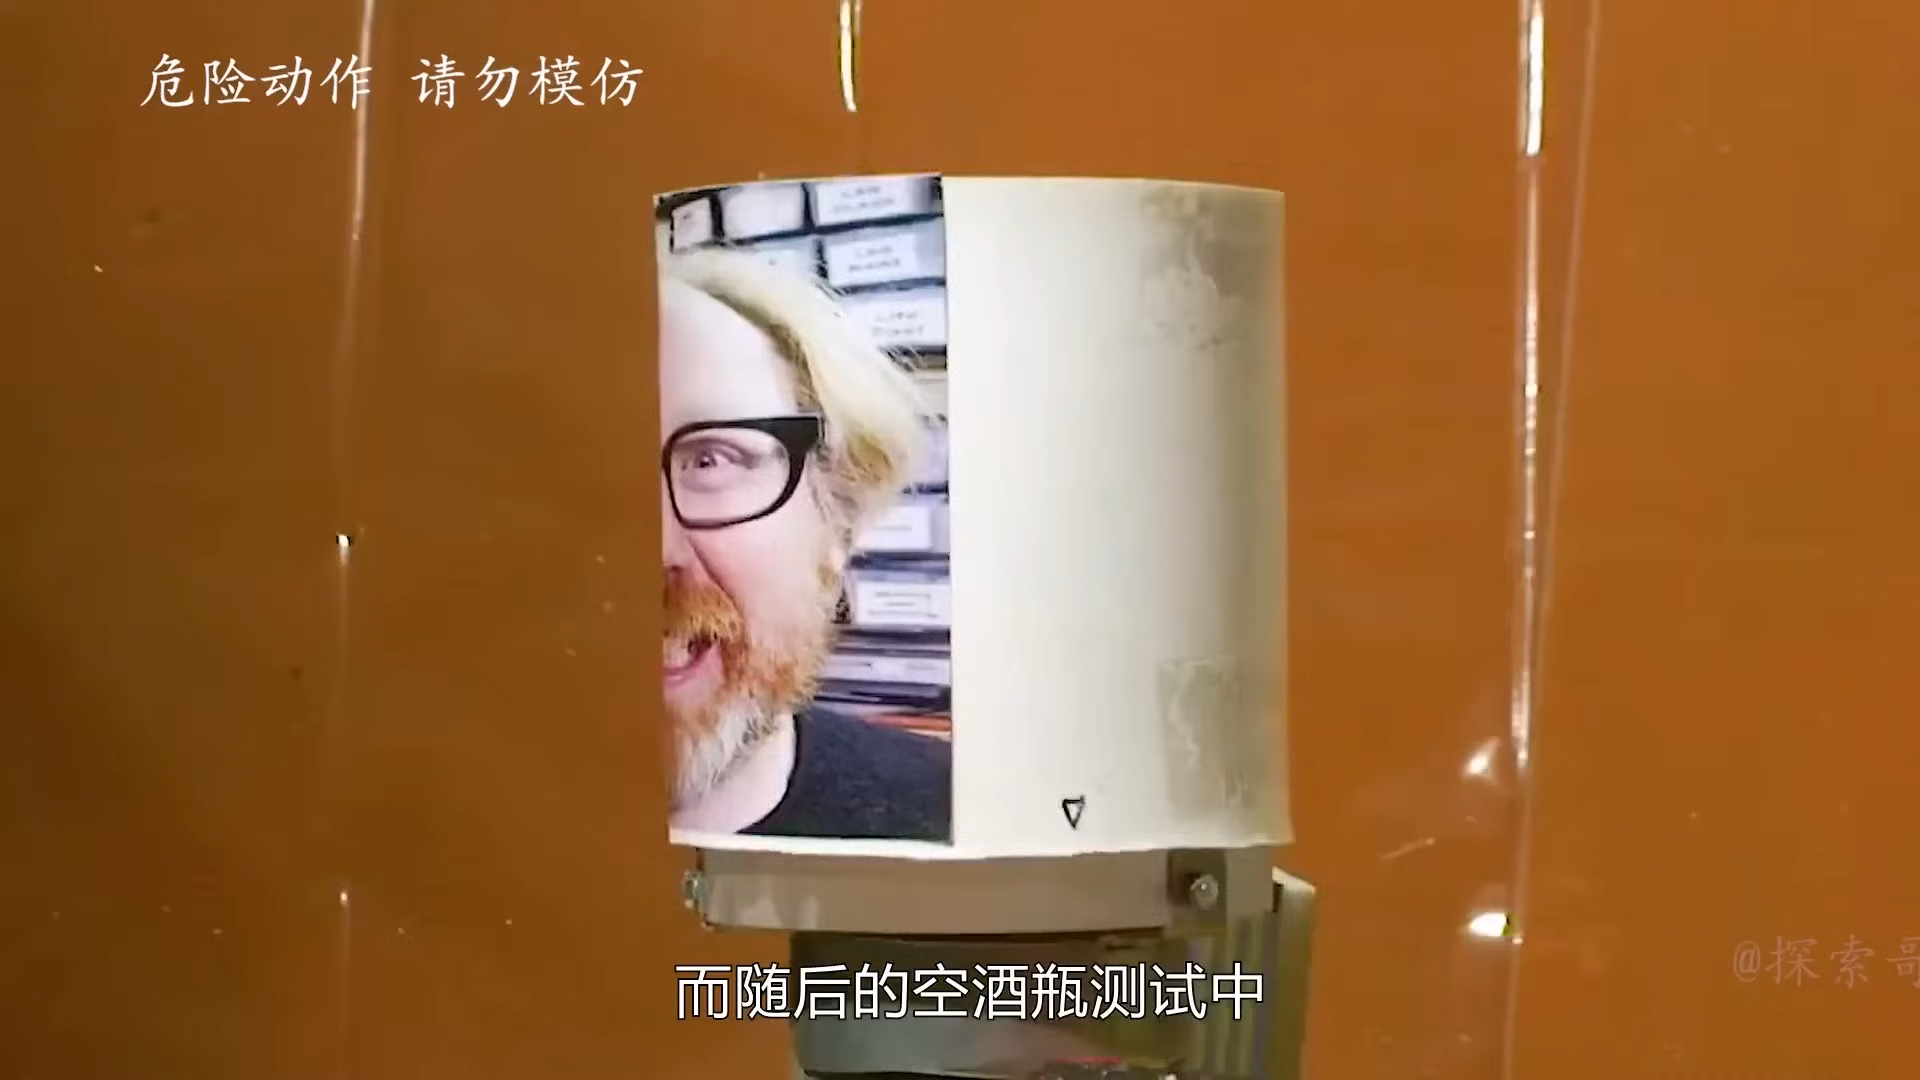 危险动作 请勿模仿
而随后的空酒瓶测试中
@探索哥